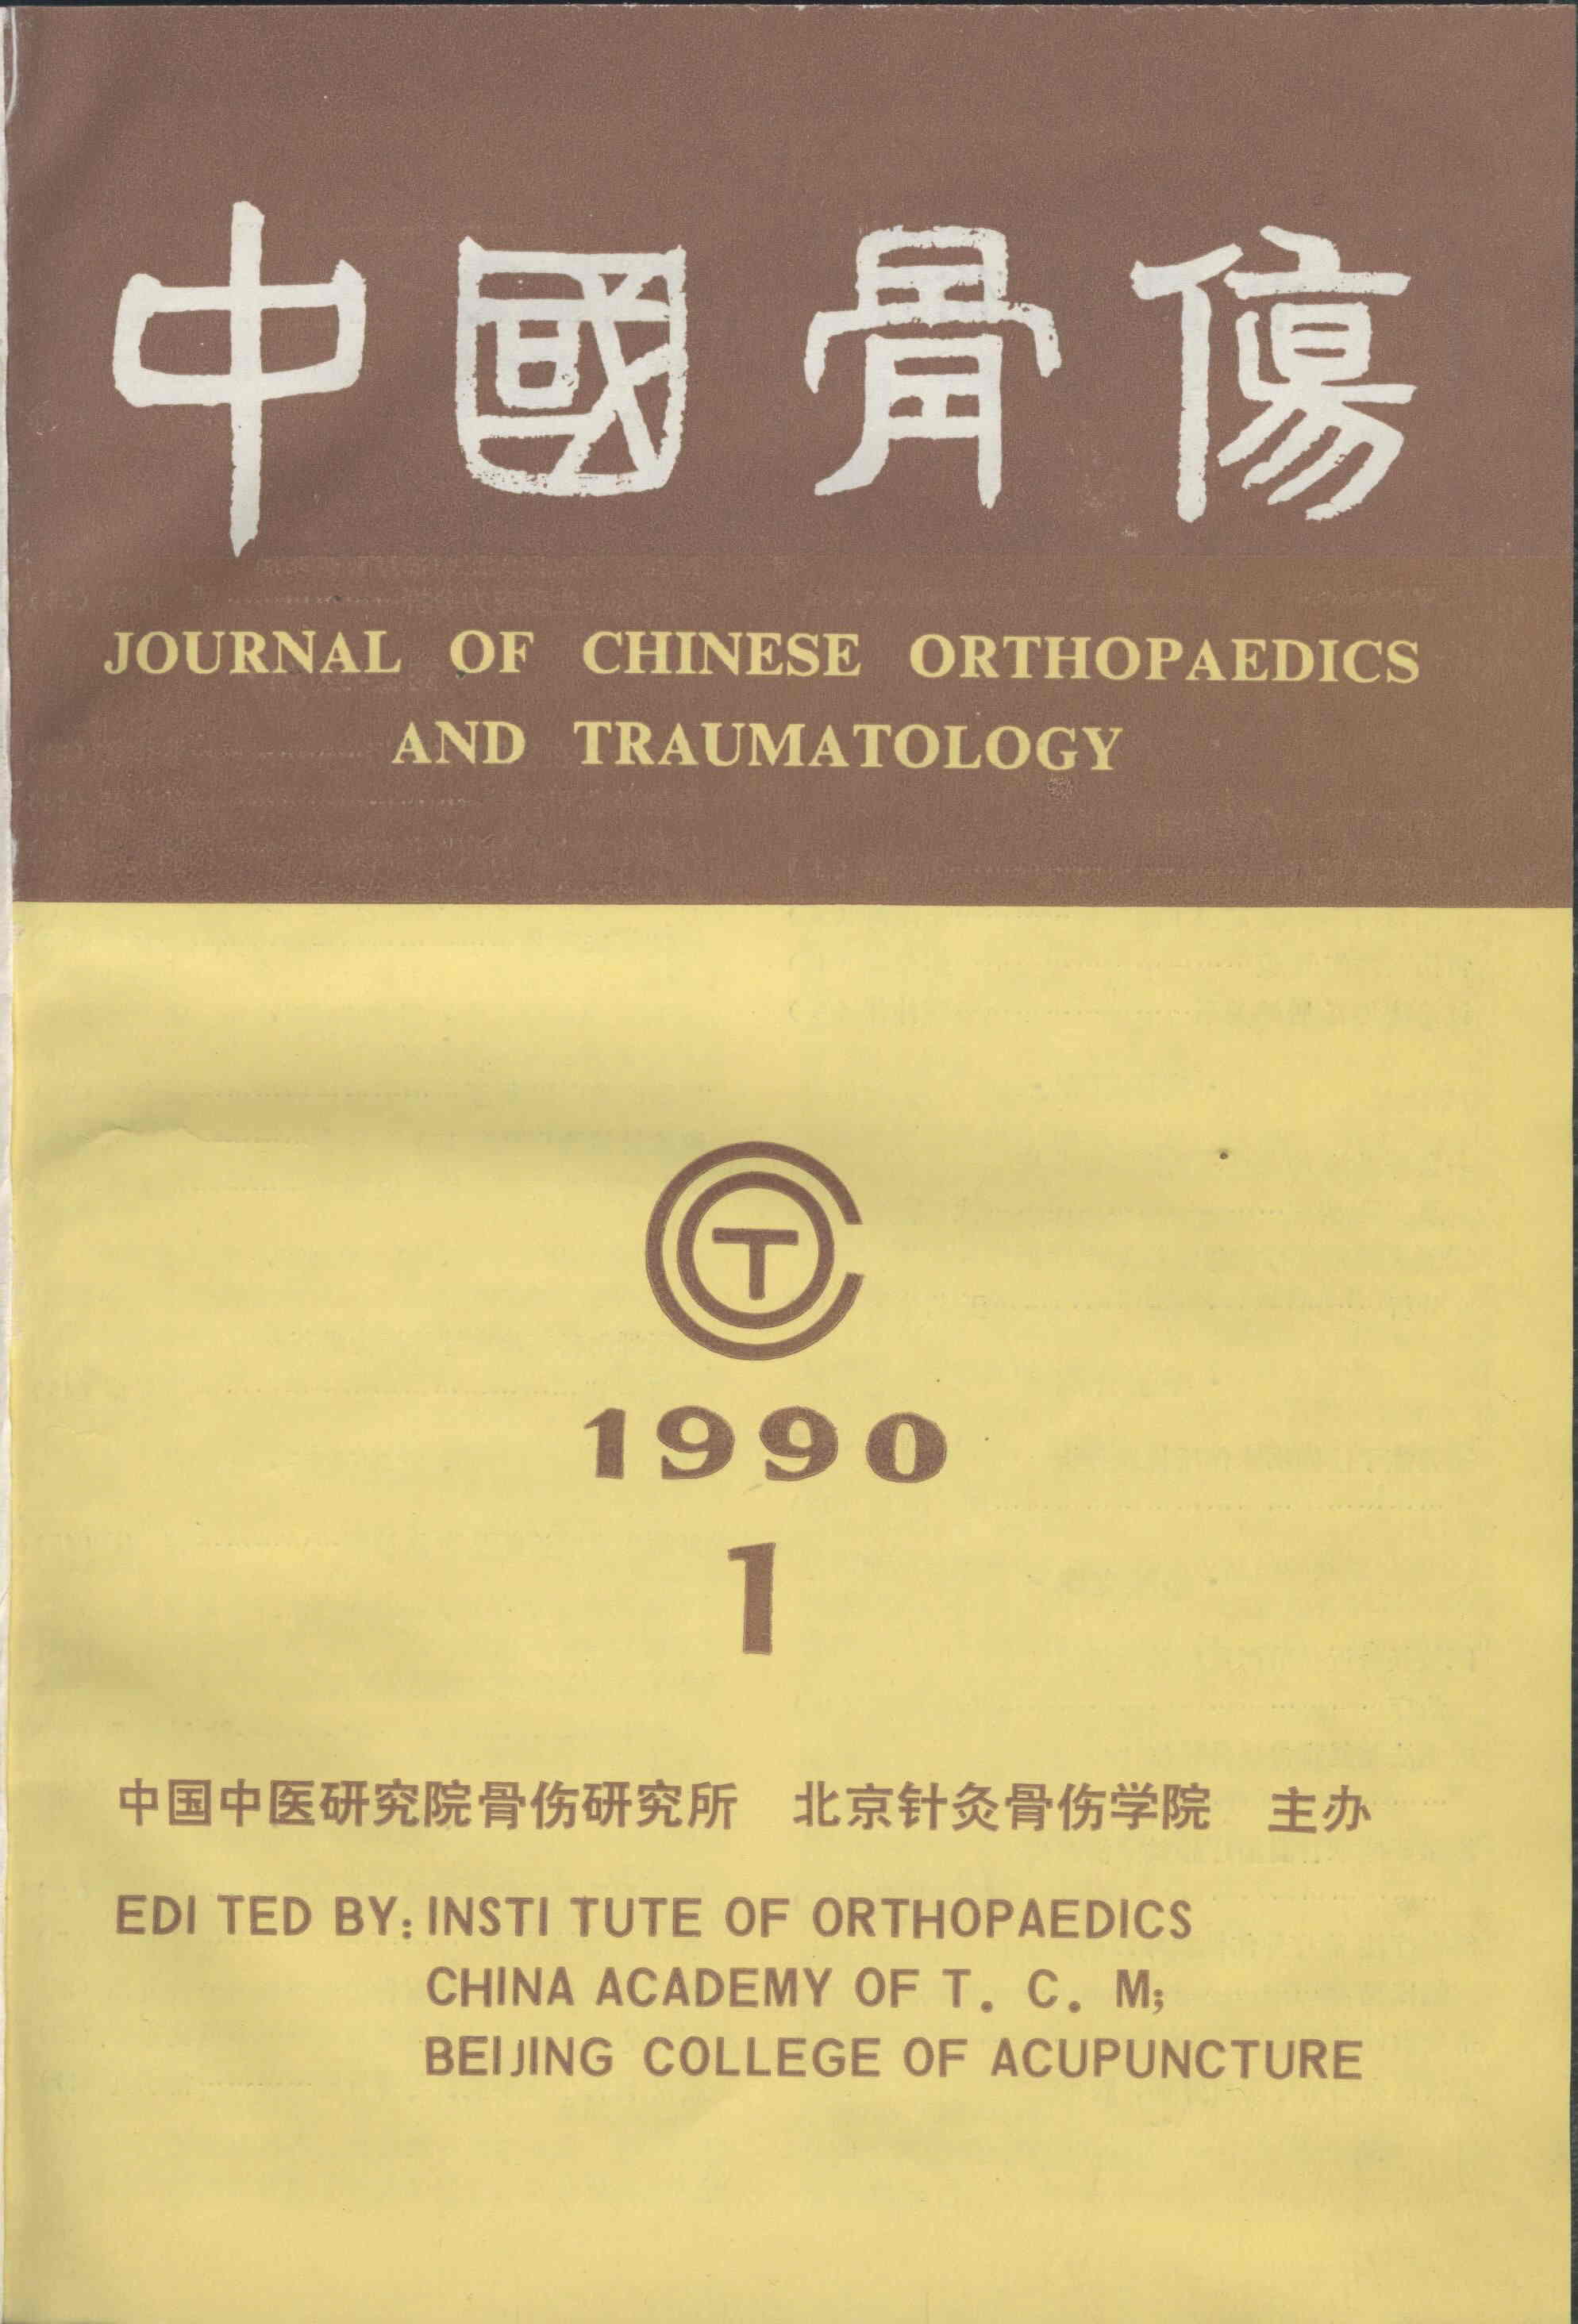 中國骨傷
JOURNAL OF CHINESE ORTHOPAEDICS
AND TRAUMATOLOGY
T
1990
1
中国中医研究院骨伤研究所 北京针灸骨伤学院 主办
EDI TED BY: INSTI TUTE OF ORTHOPAEDICS
CHINA ACADEMY OF T. C. M;
BEIJING COLLEGE OF ACUPUNCTURE